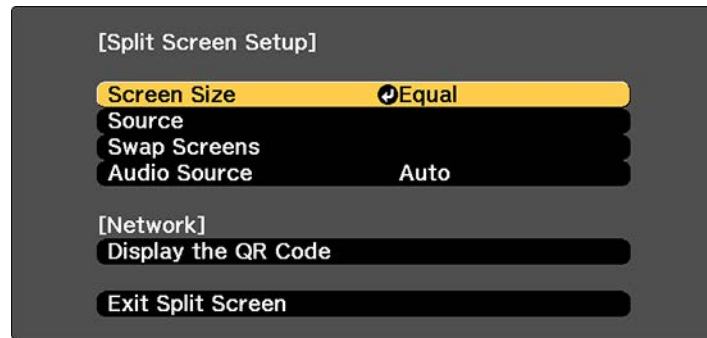 [Split Screen Setup]
Screen Size Equal
Source
Swap Screens
Audio Source Auto
[Network]
Display the QR Code
Exit Split Screen